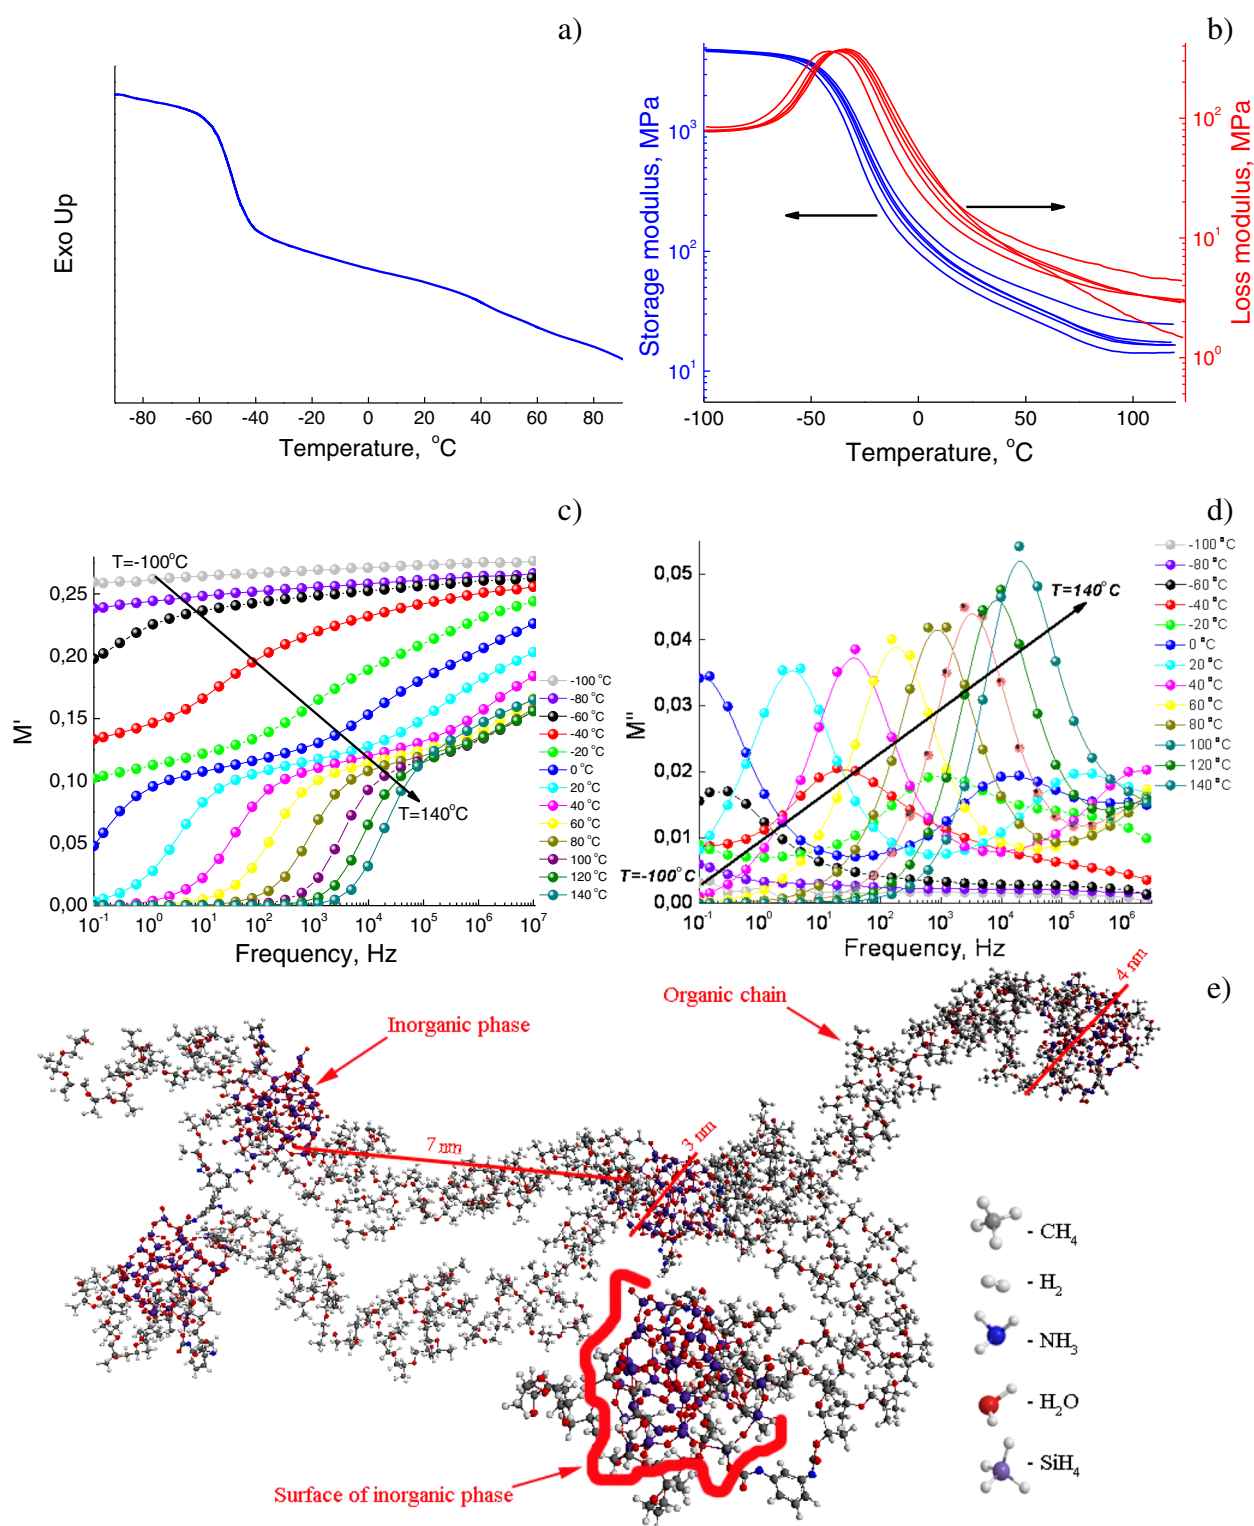 a)
Exo Up
-80 -60 -40 -20 0 20 40 60 80
Temperature, °C
b)
Storage modulus, MPa
10³
10²
10¹
-100 -50 0 50 100
Temperature, °C
10²
10¹
10⁰
Loss modulus, MPa
c)
M'
0,25
0,20
0,15
0,10
0,05
0,00
T=-100°C
T=140°C
10⁻¹ 10⁰ 10¹ 10² 10³ 10⁴ 10⁵ 10⁶ 10⁷
Frequency, Hz
-100 °C
-80 °C
-60 °C
-40 °C
-20 °C
0 °C
20 °C
40 °C
60 °C
80 °C
100 °C
120 °C
140 °C
d)
M''
0,05
0,04
0,03
0,02
0,01
0,00
T=140°C
T=-100°C
10⁻¹ 10⁰ 10¹ 10² 10³ 10⁴ 10⁵ 10⁶
Frequency, Hz
-100 °C
-80 °C
-60 °C
-40 °C
-20 °C
0 °C
20 °C
40 °C
60 °C
80 °C
100 °C
120 °C
140 °C
e)
Inorganic phase
Organic chain
4 nm
7 nm
3 nm
Surface of inorganic phase
- CH₄
- H₂
- NH₃
- H₂O
- SiH₄